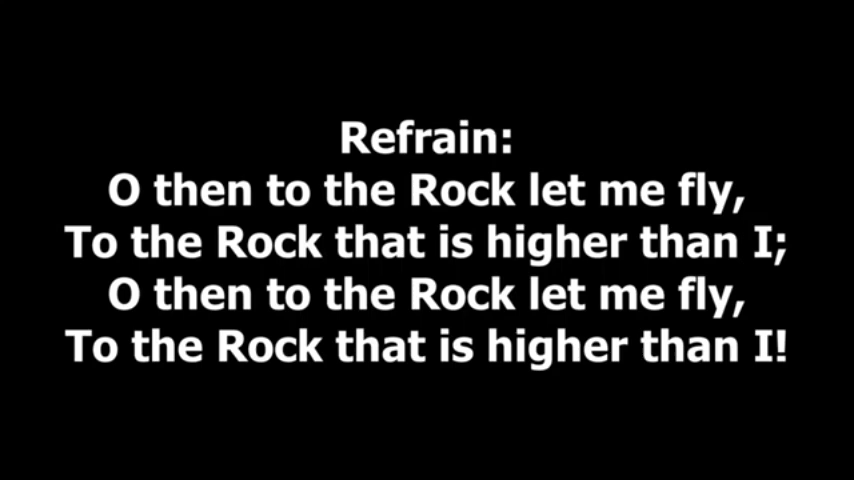 Refrain:
O then to the Rock let me fly,
To the Rock that is higher than I;
O then to the Rock let me fly,
To the Rock that is higher than I!